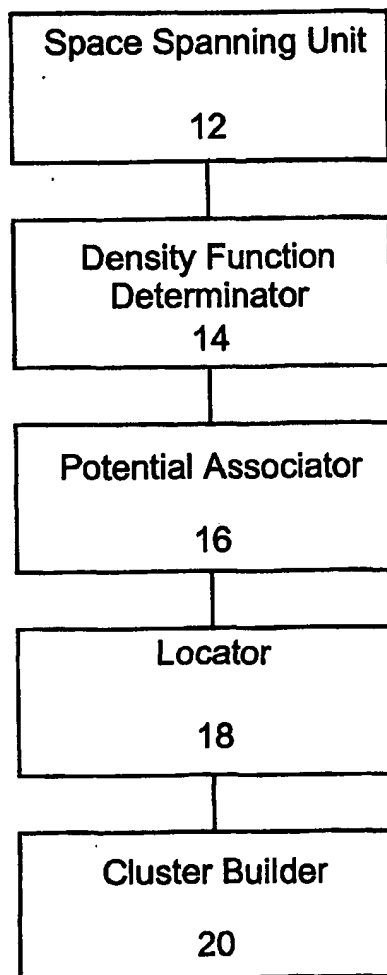 Space Spanning Unit
12
Density Function
Determinator
14
Potential Associator
16
Locator
18
Cluster Builder
20